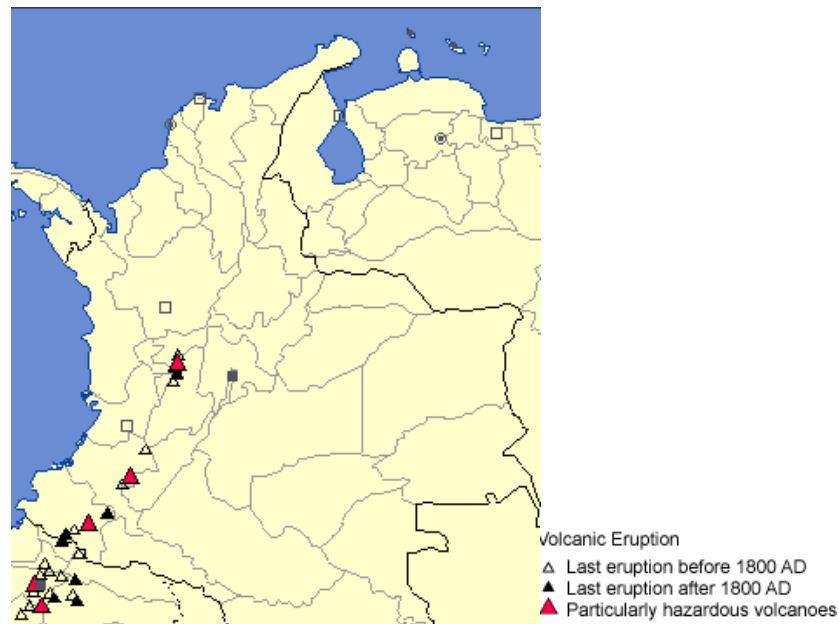 Volcanic Eruption
Last eruption before 1800 AD
Last eruption after 1800 AD
Particularly hazardous volcanoes